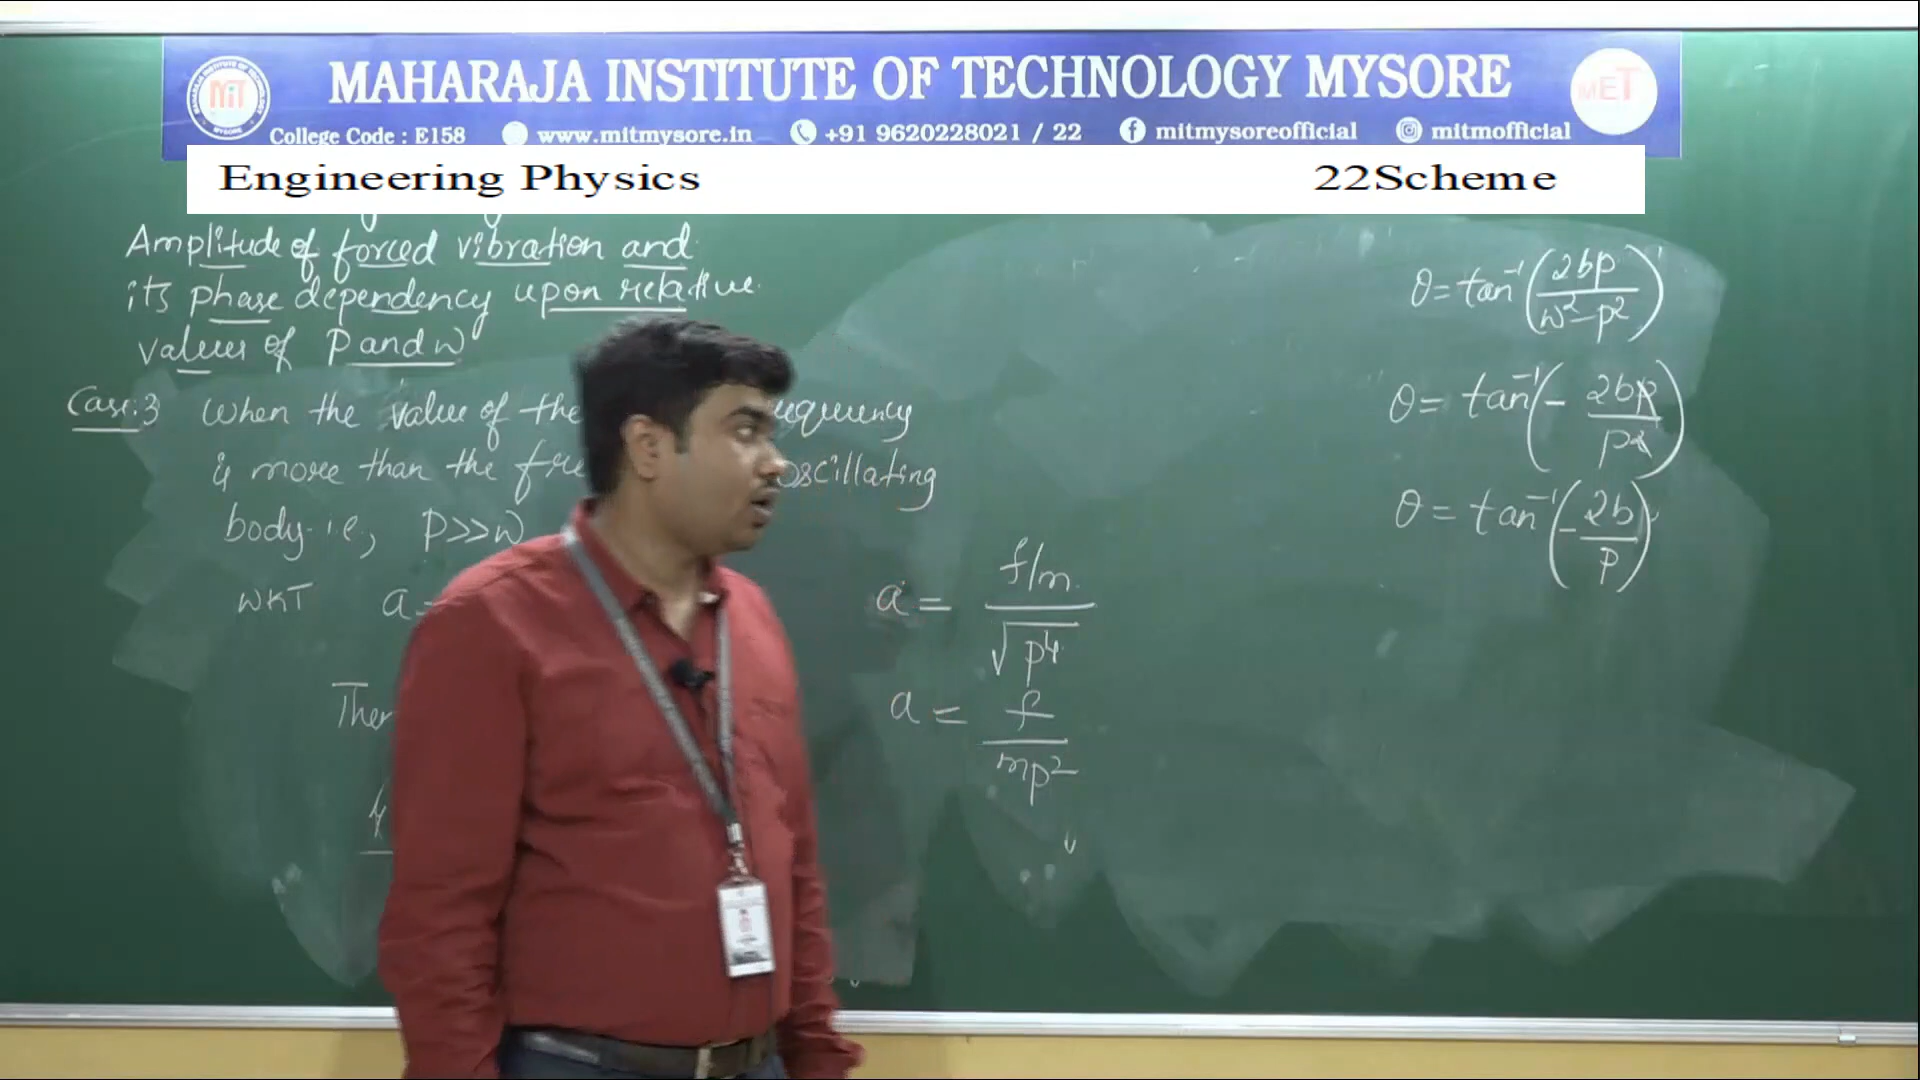 MAHARAJA INSTITUTE OF TECHNOLOGY MYSORE
College Code : E158 www.mitmysore.in +91 9620228021 / 22 mitmysoreofficial mitmofficial
MiT
MET
Engineering Physics 22Scheme
Amplitude of forced vibration and
its phase dependency upon relative
values of p and w
Case:3 When the value of the
is more than the oscillating
body i.e, p>>w
WKT a=
a = f/m / √p⁴
a = f / mp²
θ = tan⁻¹ (2bp / w² - p²)
θ = tan⁻¹ (- 2bp / p²)
θ = tan⁻¹ (- 2b / p)